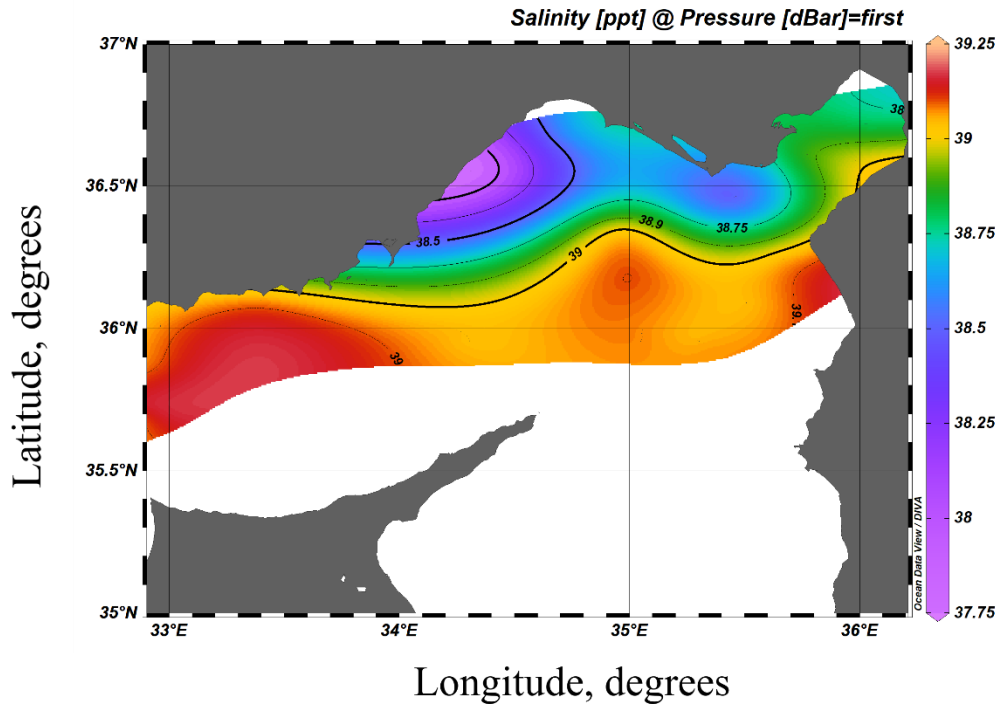 Salinity [ppt] @ Pressure [dBar]=first
37°N
36.5°N
36°N
35.5°N
35°N
33°E
34°E
35°E
36°E
Latitude, degrees
Longitude, degrees
38.5
39
38.9
38.75
39
39.
38
39.25
39
38.75
38.5
38.25
38
37.75
Ocean Data View / DIVA